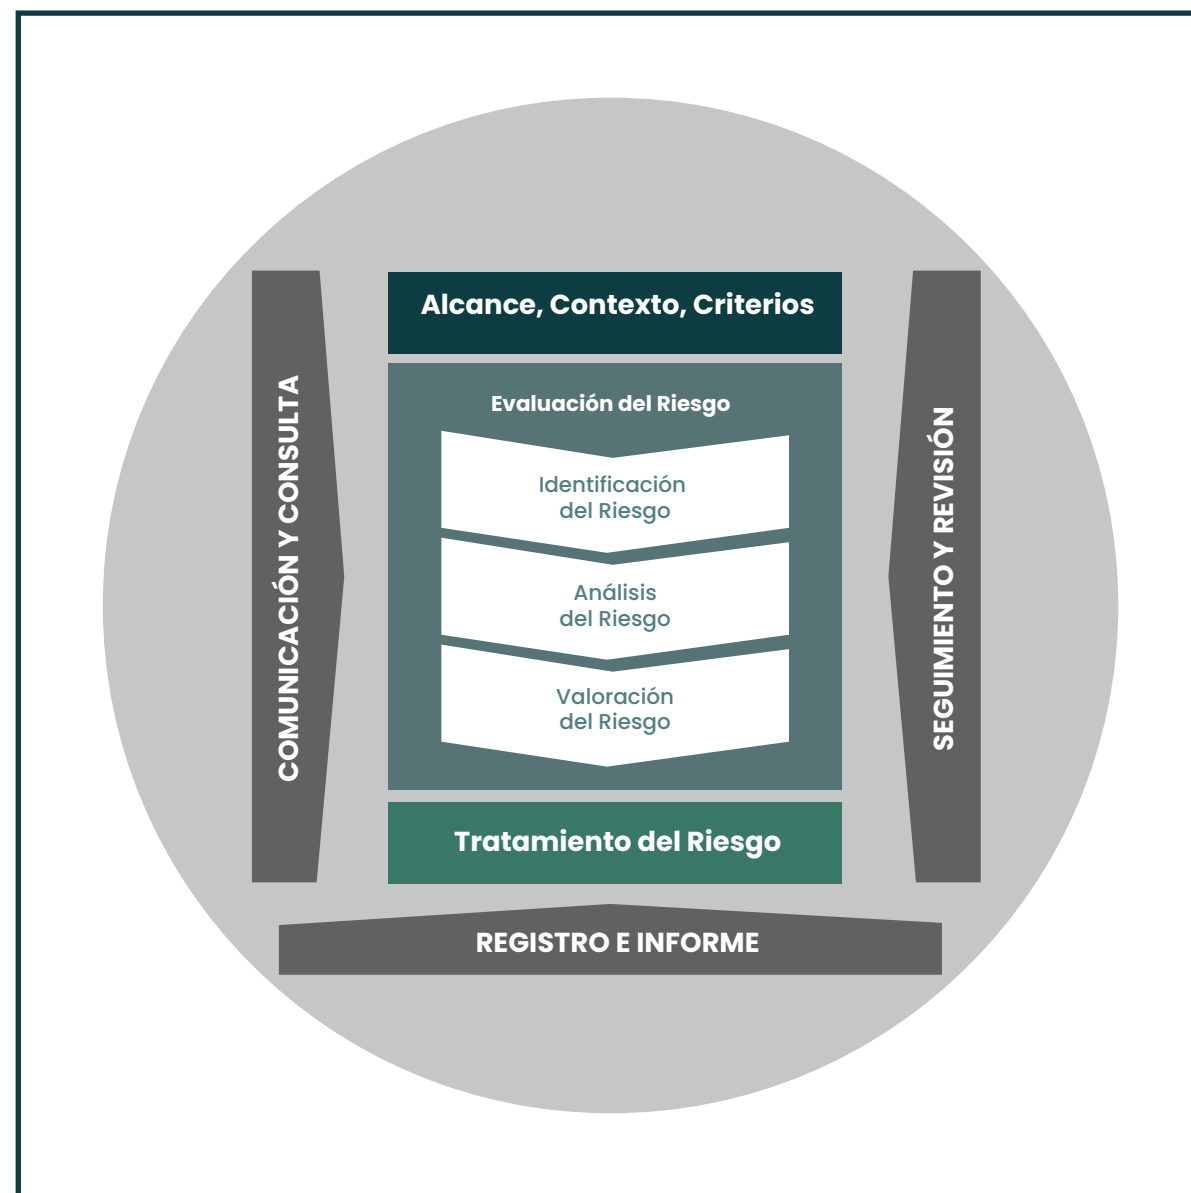 Alcance, Contexto, Criterios
COMUNICACIÓN Y CONSULTA
Evaluación del Riesgo
Identificación
del Riesgo
Análisis
del Riesgo
Valoración
del Riesgo
SEGUIMIENTO Y REVISIÓN
Tratamiento del Riesgo
REGISTRO E INFORME